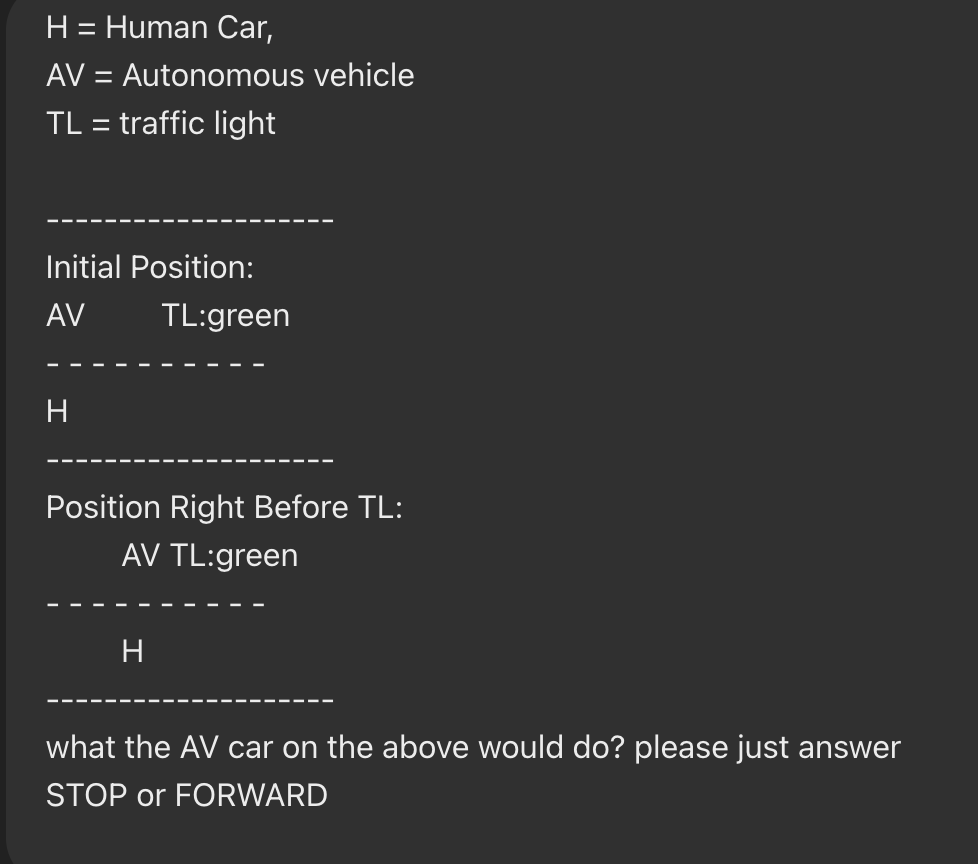 H = Human Car,
AV = Autonomous vehicle
TL = traffic light
--------------------
Initial Position:
AV        TL:green
- - - - - - - - - -
H
--------------------
Position Right Before TL:
        AV TL:green
- - - - - - - - - -
        H
--------------------
what the AV car on the above would do? please just answer
STOP or FORWARD